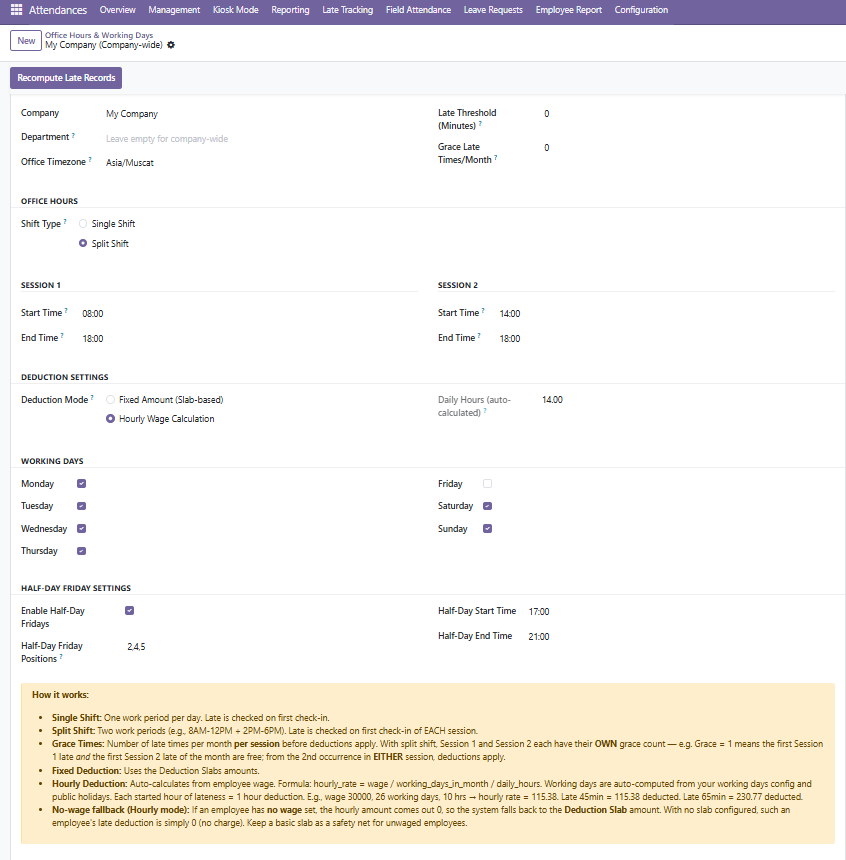 Attendances Overview Management Kiosk Mode Reporting Late Tracking Field Attendance Leave Requests Employee Report Configuration
New
Office Hours & Working Days
My Company (Company-wide)
Recompute Late Records
Company My Company
Department ? Leave empty for company-wide
Office Timezone ? Asia/Muscat
Late Threshold
(Minutes) ? 0
Grace Late
Times/Month ? 0
OFFICE HOURS
Shift Type ? Single Shift
Split Shift
SESSION 1
Start Time ? 08:00
End Time ? 18:00
SESSION 2
Start Time ? 14:00
End Time ? 18:00
DEDUCTION SETTINGS
Deduction Mode ? Fixed Amount (Slab-based)
Hourly Wage Calculation
Daily Hours (auto-
calculated) ? 14.00
WORKING DAYS
Monday
Tuesday
Wednesday
Thursday
Friday
Saturday
Sunday
HALF-DAY FRIDAY SETTINGS
Enable Half-Day
Fridays
Half-Day Friday
Positions ? 2,4,5
Half-Day Start Time 17:00
Half-Day End Time 21:00
How it works:
• Single Shift: One work period per day. Late is checked on first check-in.
• Split Shift: Two work periods (e.g., 8AM-12PM + 2PM-6PM). Late is checked on first check-in of EACH session.
• Grace Times: Number of late times per month per session before deductions apply. With split shift, Session 1 and Session 2 each have their OWN grace count — e.g. Grace = 1 means the first Session
1 late and the first Session 2 late of the month are free; from the 2nd occurrence in EITHER session, deductions apply.
• Fixed Deduction: Uses the Deduction Slabs amounts.
• Hourly Deduction: Auto-calculates from employee wage. Formula: hourly_rate = wage / working_days_in_month / daily_hours. Working days are auto-computed from your working days config and
public holidays. Each started hour of lateness = 1 hour deduction. E.g., wage 30000, 26 working days, 10 hrs → hourly rate = 115.38. Late 45min = 115.38 deducted. Late 65min = 230.77 deducted.
• No-wage fallback (Hourly mode): If an employee has no wage set, the hourly amount comes out 0, so the system falls back to the Deduction Slab amount. With no slab configured, such an
employee's late deduction is simply 0 (no charge). Keep a basic slab as a safety net for unwaged employees.